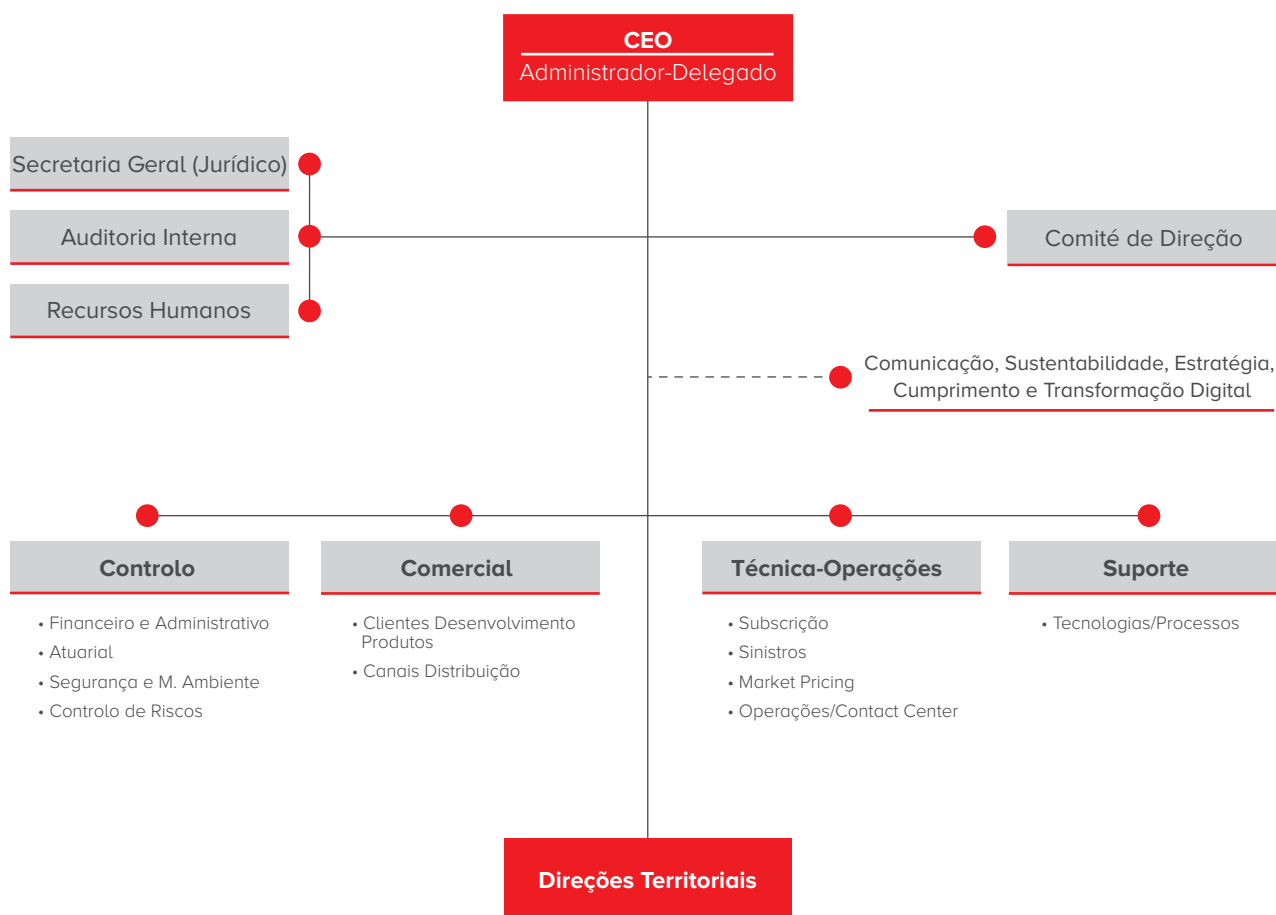 CEO
Administrador-Delegado
Secretaria Geral (Jurídico)
Auditoria Interna
Recursos Humanos
Comité de Direção
Comunicação, Sustentabilidade, Estratégia,
Cumprimento e Transformação Digital
Controlo
• Financeiro e Administrativo
• Atuarial
• Segurança e M. Ambiente
• Controlo de Riscos
Comercial
• Clientes Desenvolvimento
Produtos
• Canais Distribuição
Técnica-Operações
• Subscrição
• Sinistros
• Market Pricing
• Operações/Contact Center
Suporte
• Tecnologias/Processos
Direções Territoriais